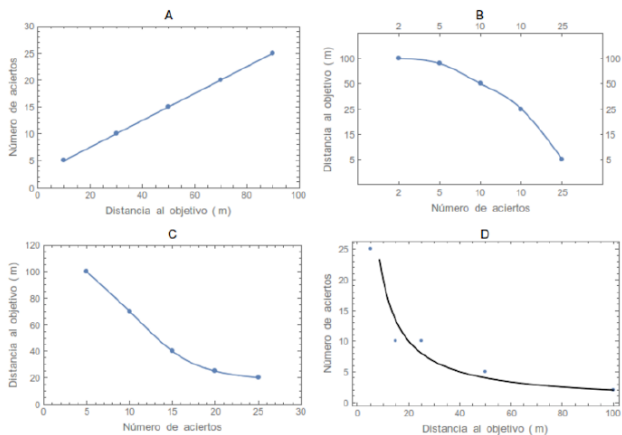 A
30
25
20
15
10
5
0
Número de aciertos
0 20 40 60 80 100
Distancia al objetivo ( m)
B
2 5 10 10 25
100
50
25
15
5
Distancia al objetivo ( m)
100
50
25
15
5
2 5 10 10 25
Número de aciertos
C
120
100
80
60
40
20
0
Distancia al objetivo (m)
0 5 10 15 20 25 30
Número de aciertos
D
25
20
15
10
5
0
Número de aciertos
0 20 40 60 80 100
Distancia al objetivo ( m)